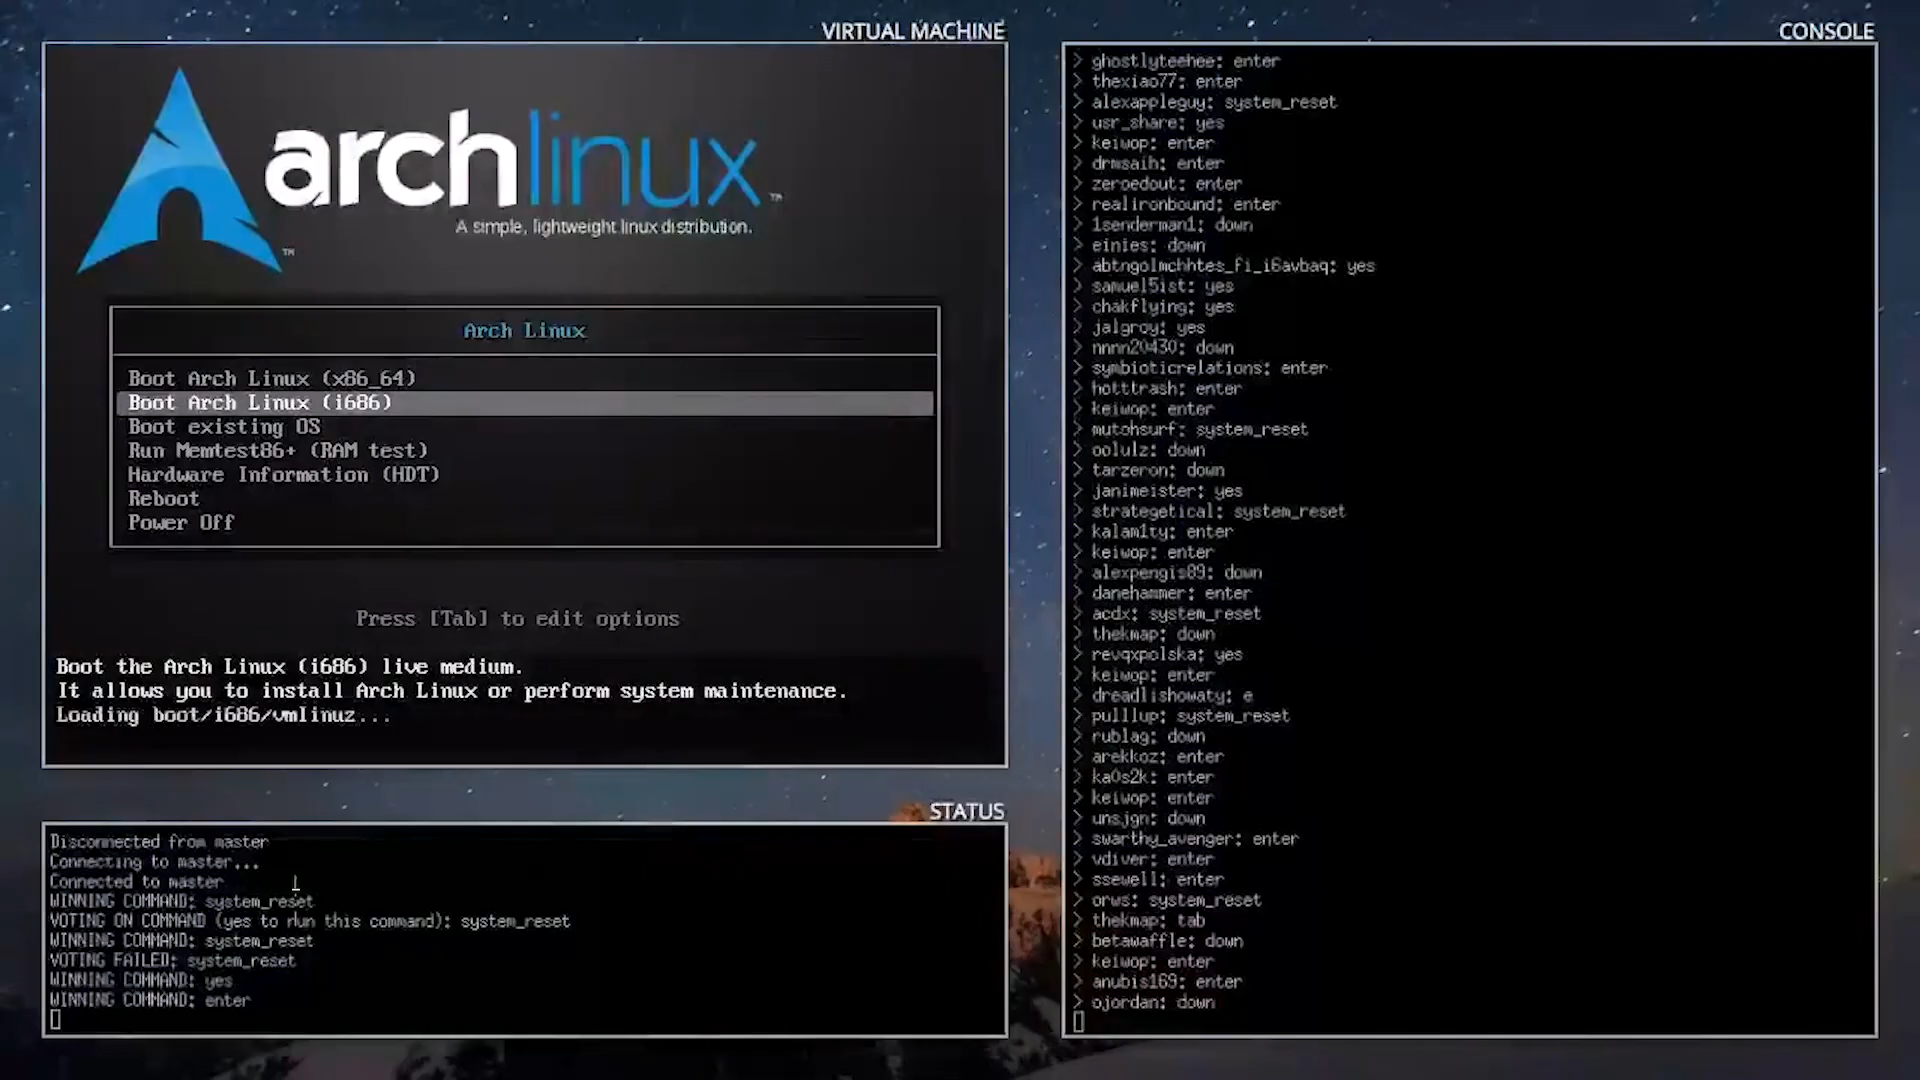 VIRTUAL MACHINE
archlinux™
A simple, lightweight linux distribution.
™
Arch Linux
Boot Arch Linux (x86_64)
Boot Arch Linux (i686)
Boot existing OS
Run Memtest86+ (RAM test)
Hardware Information (HDT)
Reboot
Power Off
Press [Tab] to edit options
Boot the Arch Linux (i686) live medium.
It allows you to install Arch Linux or perform system maintenance.
Loading boot/i686/vmlinuz...
STATUS
Disconnected from master
Connecting to master...
Connected to master
WINNING COMMAND: system_reset
VOTING ON COMMAND (yes to run this command): system_reset
WINNING COMMAND: system_reset
VOTING FAILED: system_reset
WINNING COMMAND: yes
WINNING COMMAND: enter
CONSOLE
> ghostlyteehee: enter
> thexiao77: enter
> alexappleguy: system_reset
> usr_share: yes
> keiwop: enter
> drmsaih: enter
> zeroedout: enter
> realironbound: enter
> 1senderman1: down
> einies: down
> abtngolmchhtes_fi_i6avbaq: yes
> samuel5ist: yes
> chakflying: yes
> jalgroy: yes
> nnnn20430: down
> symbioticrelations: enter
> hotttrash: enter
> keiwop: enter
> mutohsurf: system_reset
> oolulz: down
> tarzeron: down
> janimeister: yes
> strategetical: system_reset
> kalam1ty: enter
> keiwop: enter
> alexpengis89: down
> danehammer: enter
> acdx: system_reset
> thekmap: down
> revqxpolska: yes
> keiwop: enter
> dreadlishowaty: e
> pulllup: system_reset
> rublag: down
> arekkoz: enter
> ka0s2k: enter
> keiwop: enter
> unsjgn: down
> swarthy_avenger: enter
> vdiver: enter
> ssewell: enter
> orws: system_reset
> thekmap: tab
> betawaffle: down
> keiwop: enter
> anubis169: enter
> ojordan: down